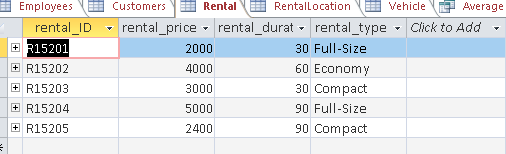 Employees Customers Rental RentalLocation Vehicle Average
rental_ID rental_price rental_durat rental_type Click to Add
R15201 2000 30 Full-Size
R15202 4000 60 Economy
R15203 3000 30 Compact
R15204 5000 90 Full-Size
R15205 2400 90 Compact